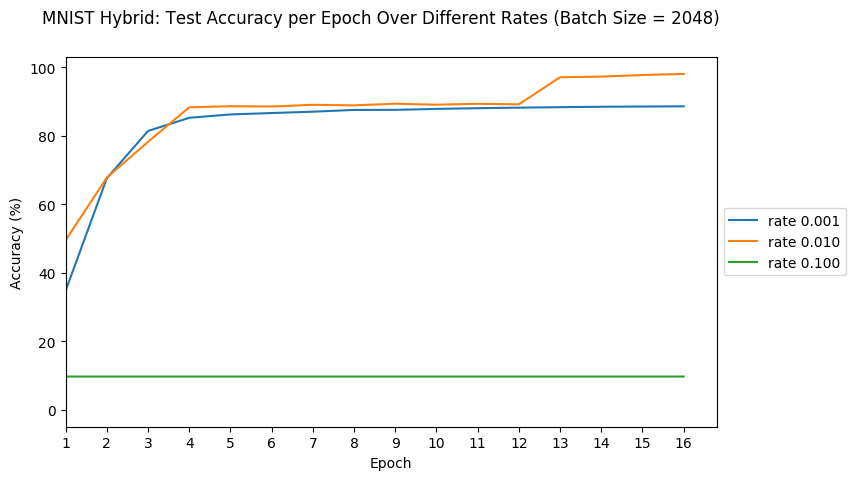 MNIST Hybrid: Test Accuracy per Epoch Over Different Rates (Batch Size = 2048)
100
80
60
40
20
0
Accuracy (%)
1 2 3 4 5 6 7 8 9 10 11 12 13 14 15 16
Epoch
rate 0.001
rate 0.010
rate 0.100